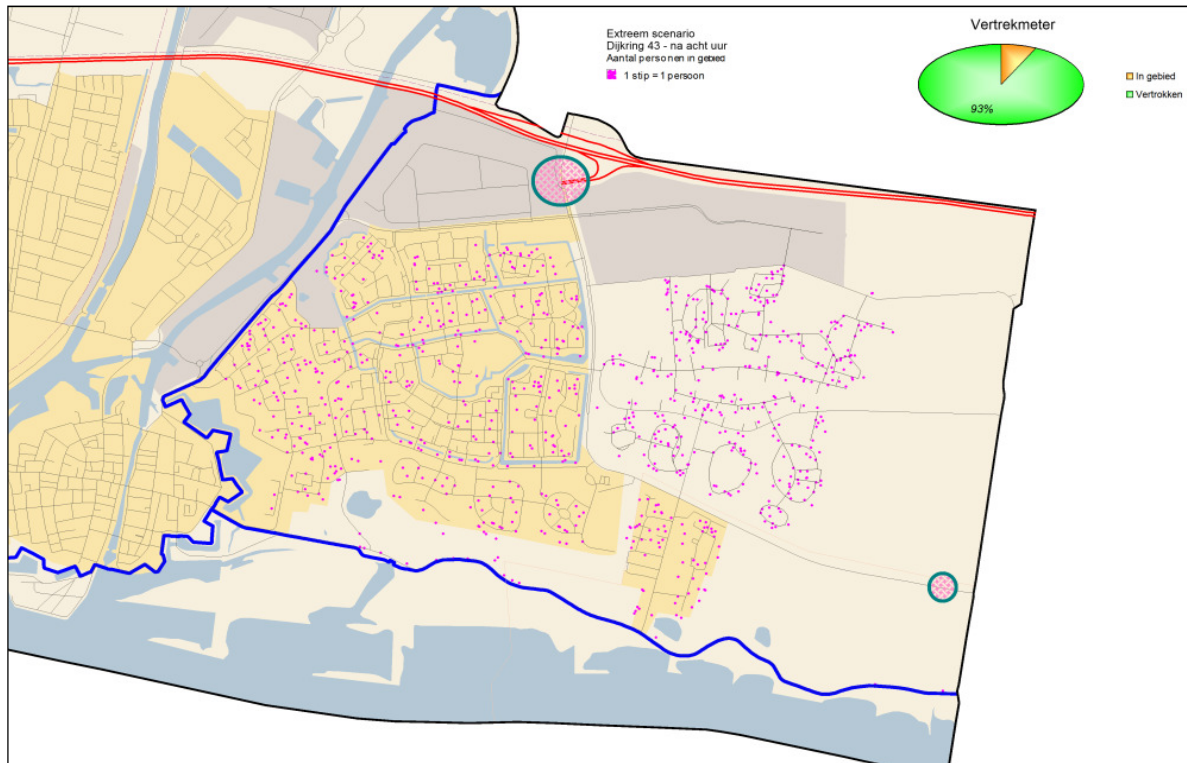 Extreem scenario
Dijkring 43 - na acht uur
Aantal personen in gebied
1 stip = 1 persoon
Vertrekmeter
93%
In gebied
Vertrokken